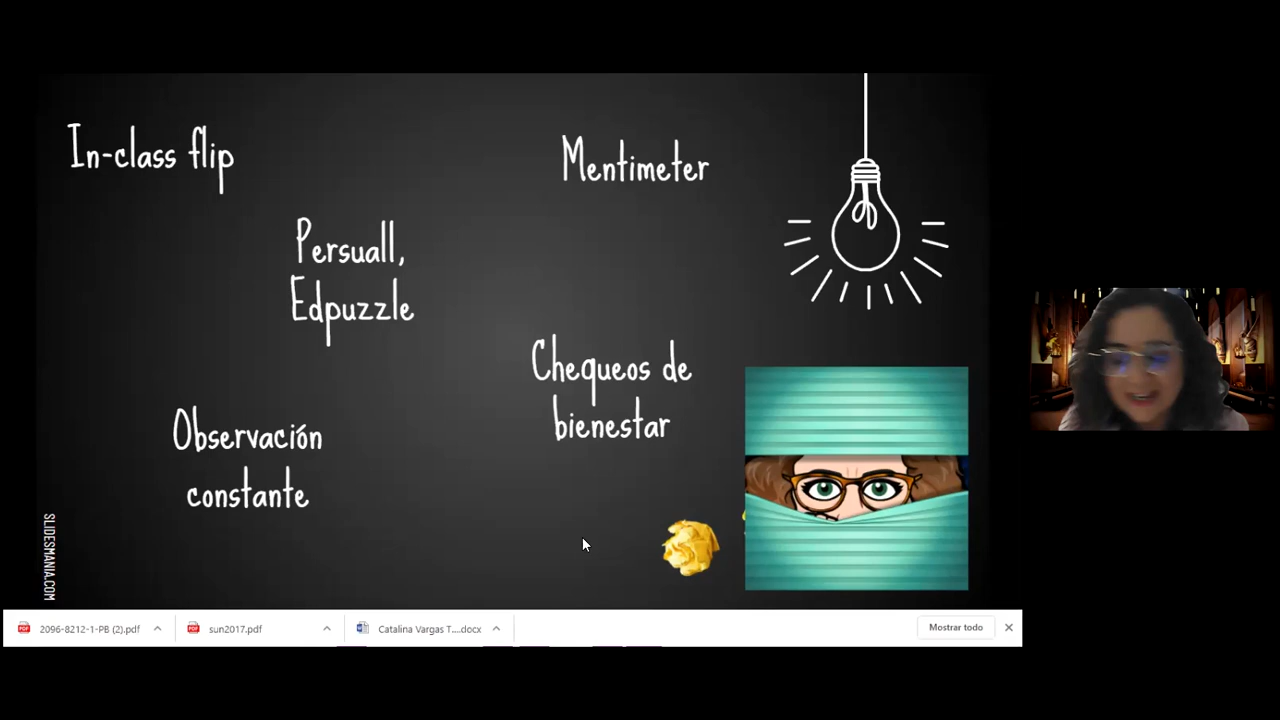 In-class flip
Mentimeter
Persuall,
Edpuzzle
Chequeos de
bienestar
Observación
constante
SLIDESMANIA.COM
2096-8212-1-PB (2).pdf
sun2017.pdf
Catalina Vargas T....docx
Mostrar todo